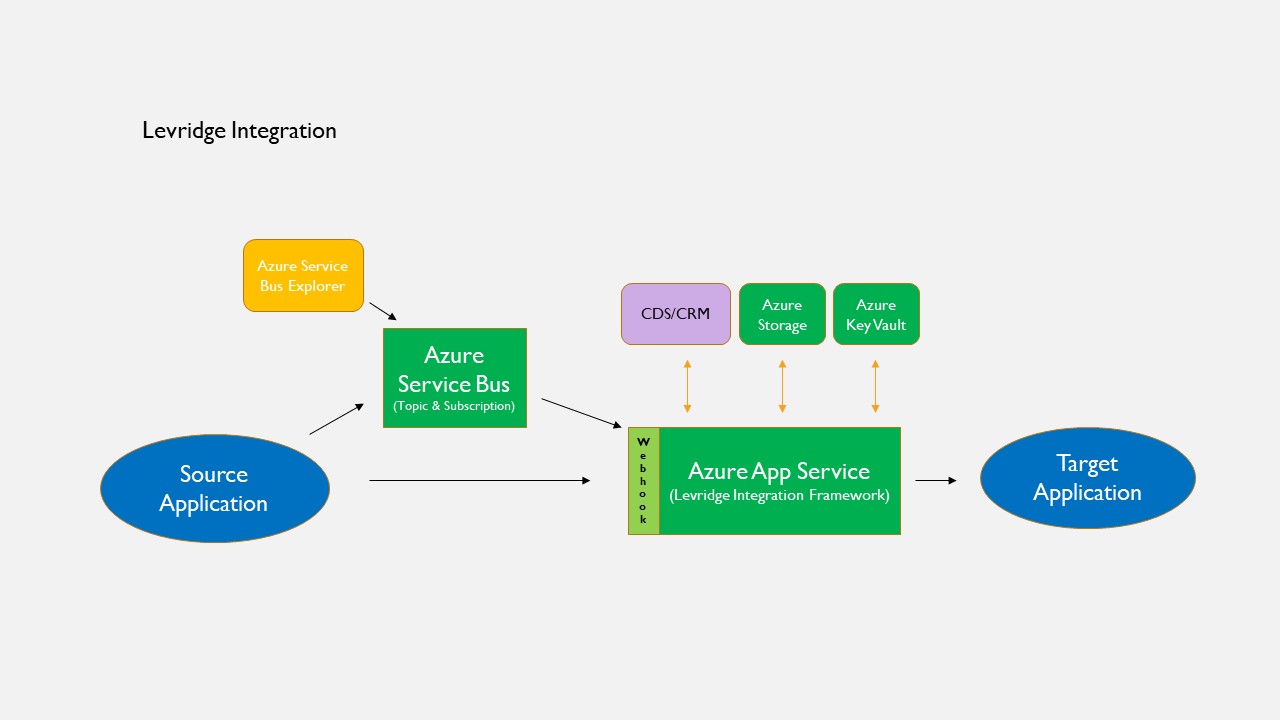 Levridge Integration
Azure Service
Bus Explorer
Azure
Service Bus
(Topic & Subscription)
CDS/CRM
Azure
Storage
Azure
Key Vault
Source
Application
Webhook
Azure App Service
(Levridge Integration Framework)
Target
Application